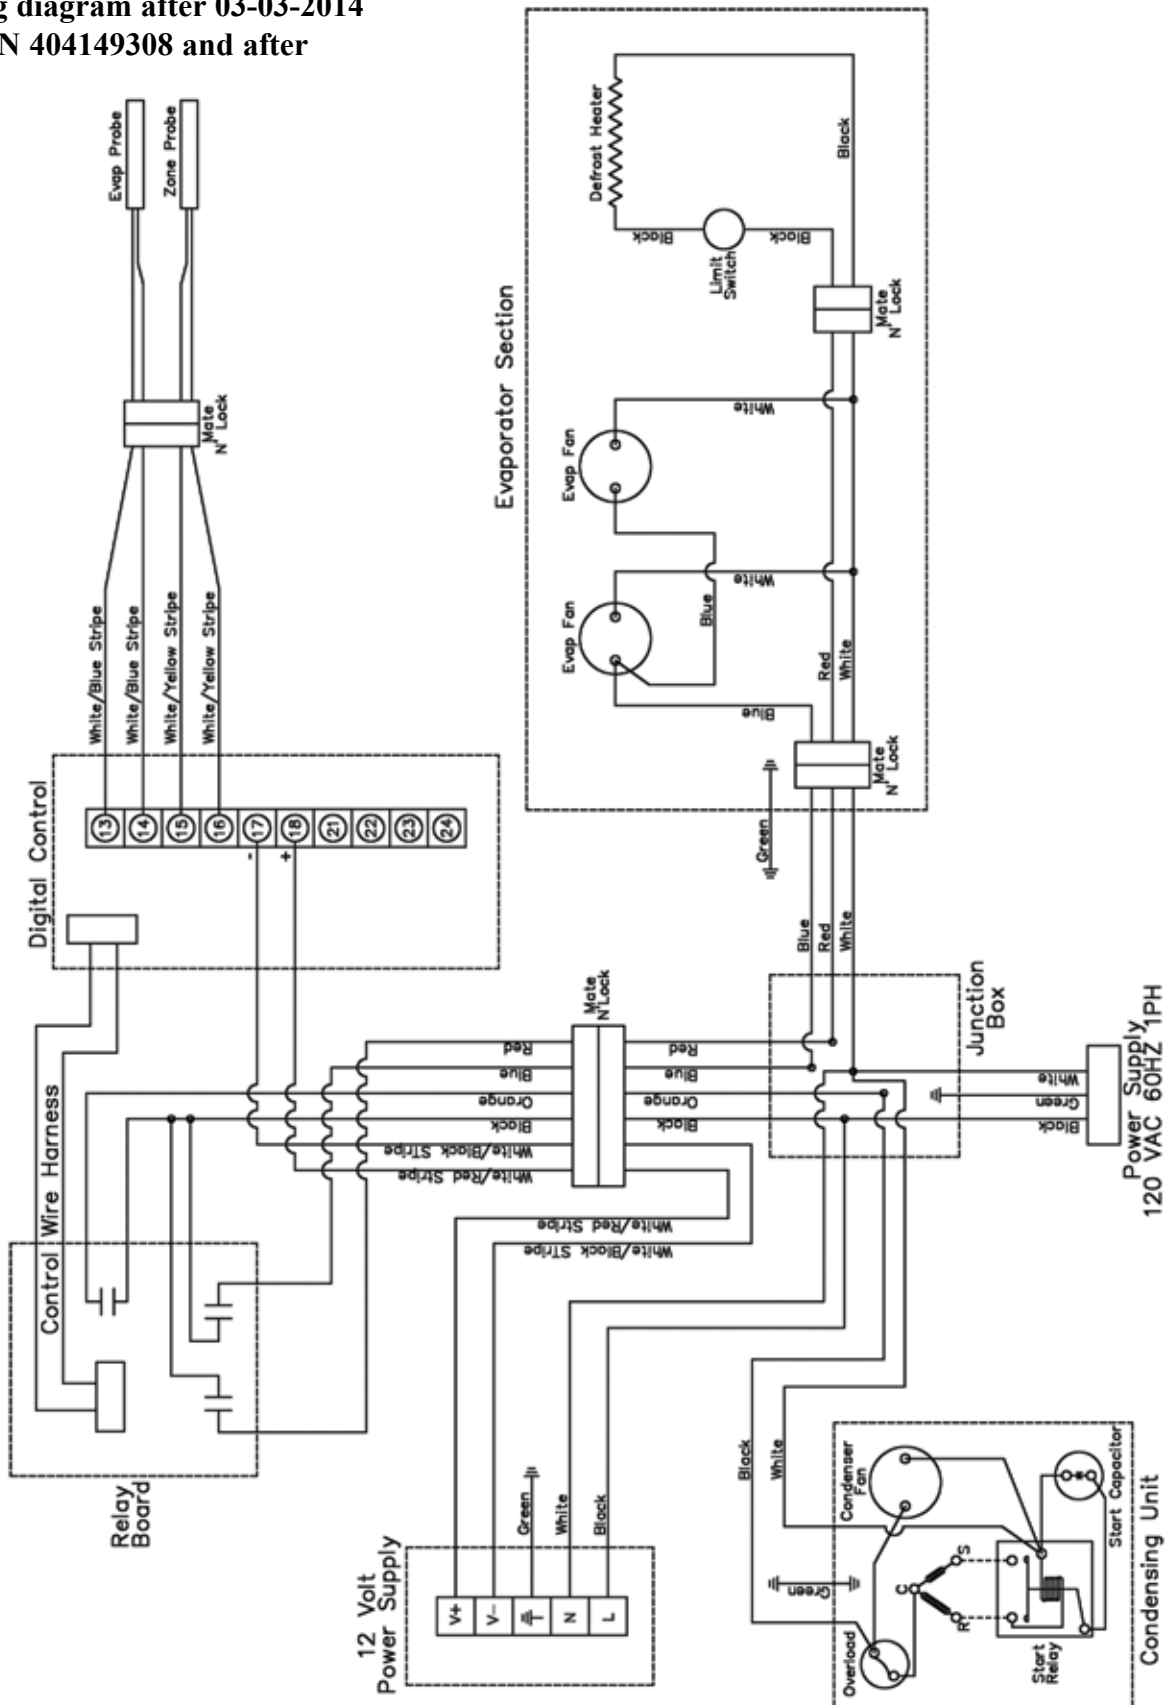 g diagram after 03-03-2014
N 404149308 and after
Evap Probe
Zone Probe
Mate
N' Lock
White/Blue Stripe
White/Blue Stripe
White/Yellow Stripe
White/Yellow Stripe
Digital Control
13
14
15
16
17
18
21
22
23
24
-
+
Evaporator Section
Defrost Heater
Black
Black
Black
Limit
Switch
Mate
N' Lock
White
Evap Fan
White
Blue
Evap Fan
Red
White
Blue
Mate
N' Lock
Green
Blue
Red
White
Junction
Box
Mate
N'Lock
Red
Blue
Orange
Black
White/Black STripe
White/Red Stripe
Red
Blue
Orange
Black
White/Red Stripe
White/Black STripe
White
Green
Black
Power Supply
120 VAC 60HZ 1PH
Control Wire Harness
Relay
Board
12 Volt
Power Supply
V+
V-
N
L
Green
White
Black
Black
White
Condenser
Fan
Green
Overload
C
S
R
Start
Relay
Start Capacitor
Condensing Unit